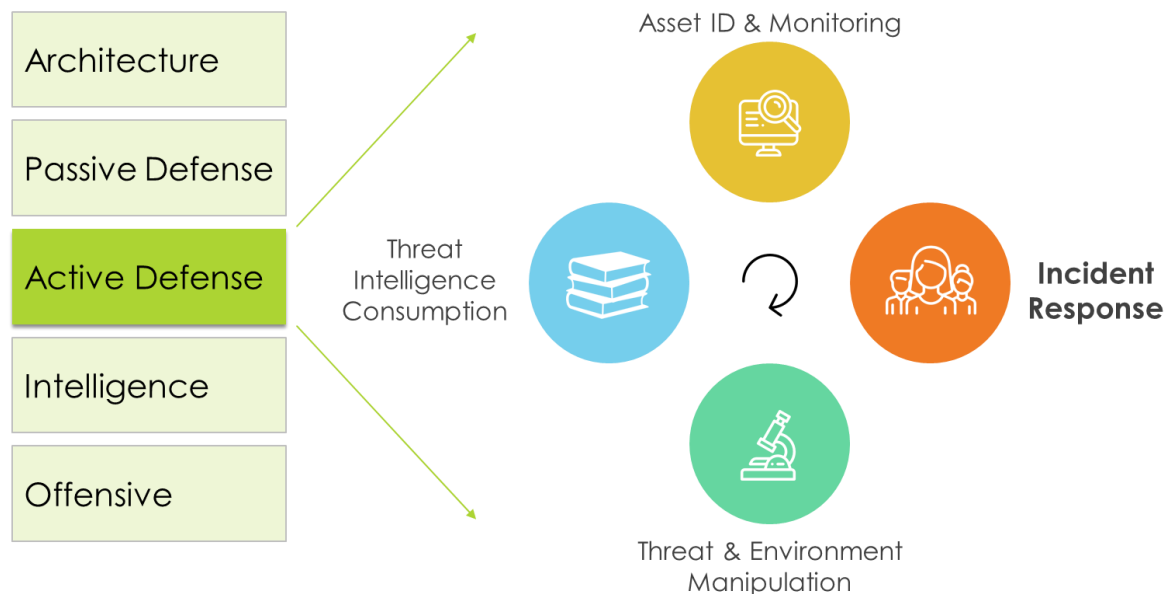 Architecture
Passive Defense
Active Defense
Intelligence
Offensive
Asset ID & Monitoring
Threat
Intelligence
Consumption
Incident
Response
Threat & Environment
Manipulation